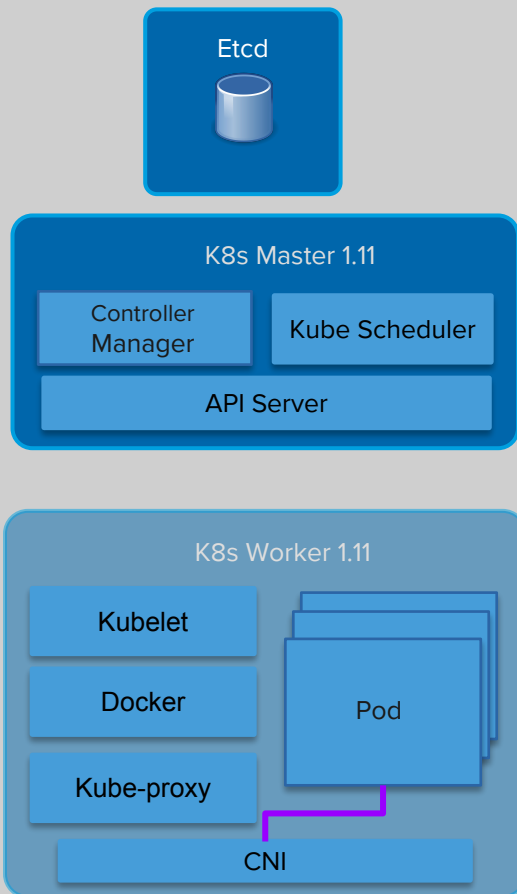 Etcd
K8s Master 1.11
Controller
Manager
Kube Scheduler
API Server
K8s Worker 1.11
Kubelet
Docker
Kube-proxy
Pod
CNI